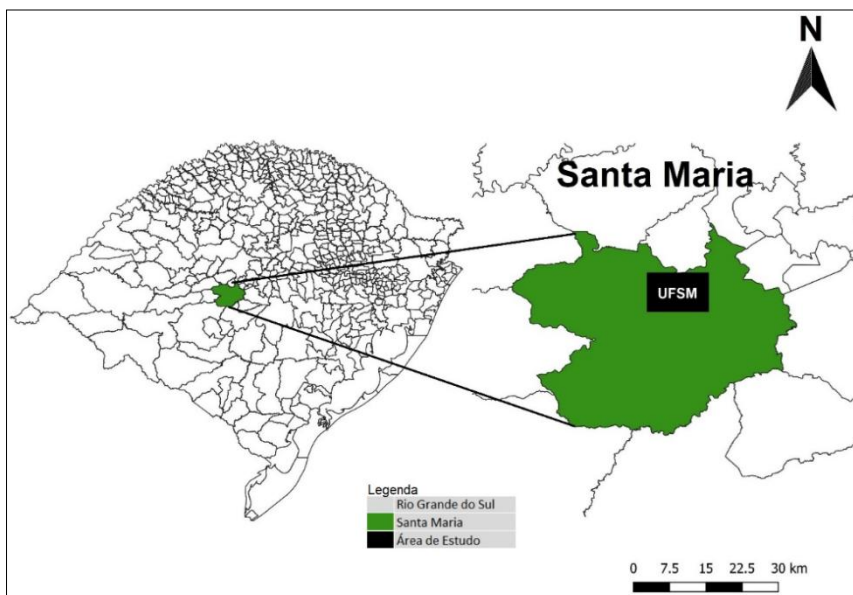 N
Santa Maria
UFSM
Legenda
Rio Grande do Sul
Santa Maria
Área de Estudo
0 7.5 15 22.5 30 km